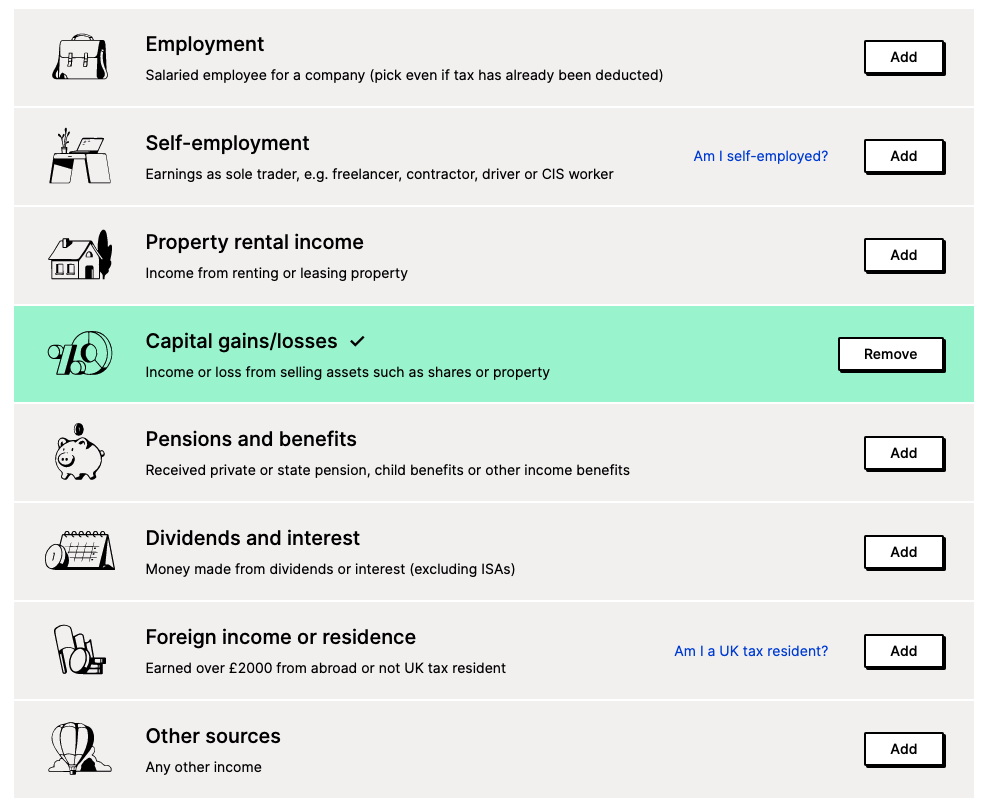 Employment
Salaried employee for a company (pick even if tax has already been deducted)
Add
Self-employment
Earnings as sole trader, e.g. freelancer, contractor, driver or CIS worker
Am I self-employed?
Add
Property rental income
Income from renting or leasing property
Add
Capital gains/losses ✓
Income or loss from selling assets such as shares or property
Remove
Pensions and benefits
Received private or state pension, child benefits or other income benefits
Add
Dividends and interest
Money made from dividends or interest (excluding ISAs)
Add
Foreign income or residence
Earned over £2000 from abroad or not UK tax resident
Am I a UK tax resident?
Add
Other sources
Any other income
Add